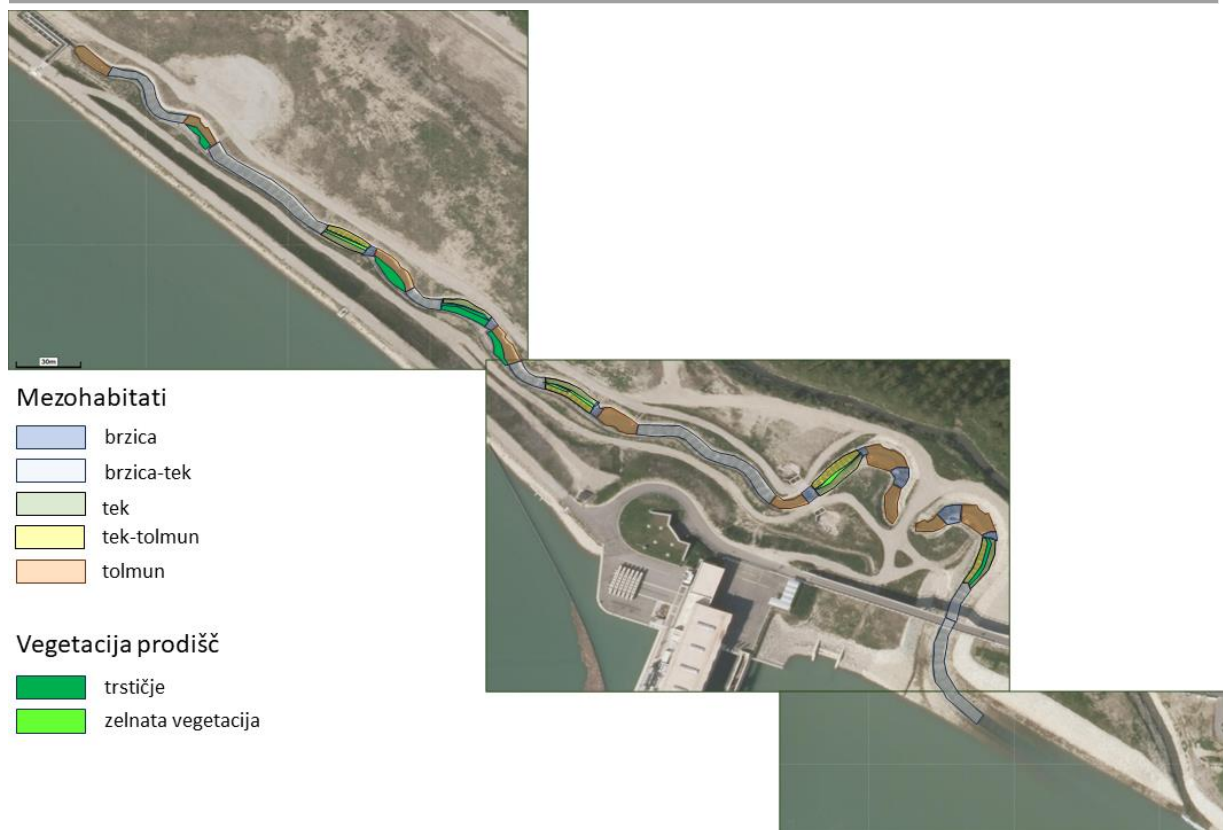 30m
Mezohabitati
brzica
brzica-tek
tek
tek-tolmun
tolmun
Vegetacija prodišč
trstičje
zelnata vegetacija